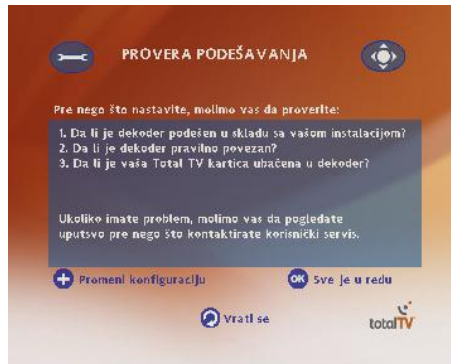 PROVERA PODEŠAVANJA
Pre nego što nastavite, molimo vas da proverite:
1. Da li je dekoder podešen u skladu sa vašom instalacijom?
2. Da li je dekoder pravilno povezan?
3. Da li je vaša Total TV kartica ubačena u dekoder?
Ukoliko imate problem, molimo vas da pogledate
uputsvo pre nego što kontaktirate korisnički servis.
Promeni konfiguraciju
OK Sve je u redu
Vrati se
totalTV